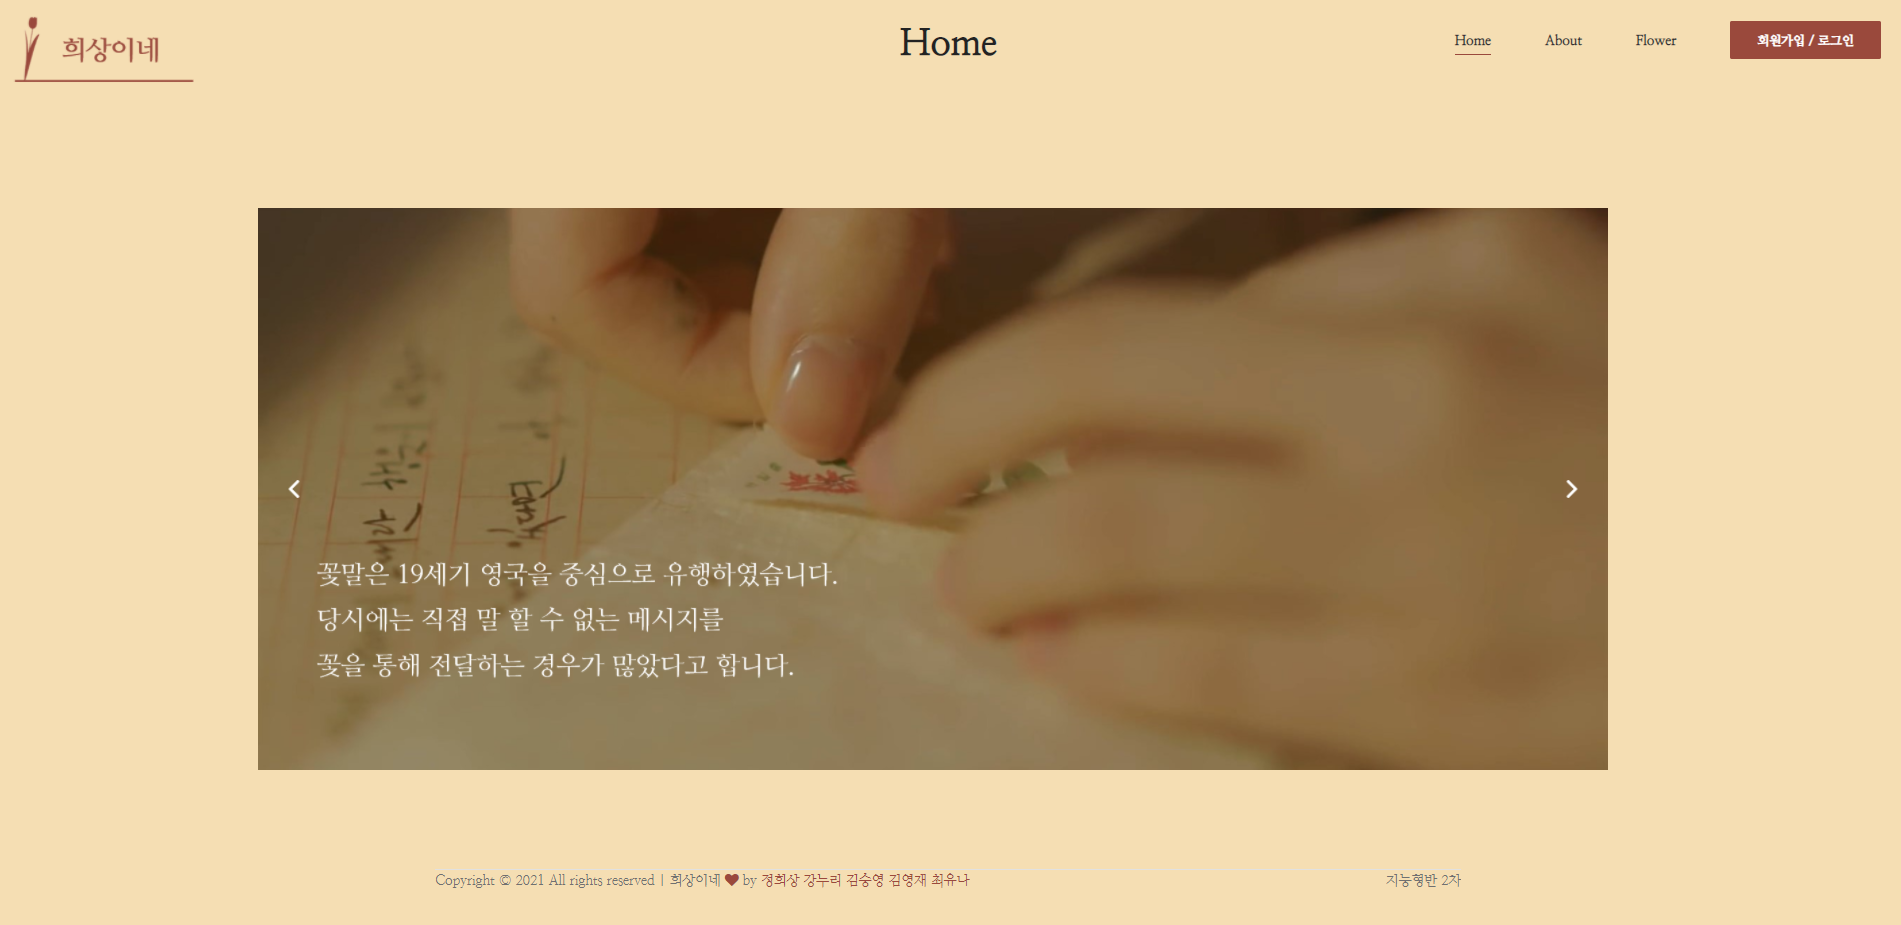 희상이네
Home
Home
About
Flower
회원가입 / 로그인
꽃말은 19세기 영국을 중심으로 유행하였습니다.
당시에는 직접 말 할 수 없는 메시지를
꽃을 통해 전달하는 경우가 많았다고 합니다.
Copyright © 2021 All rights reserved | 희상이네 ❤ by 정희상 강누리 김승영 김영재 최유나
지능형반 2차